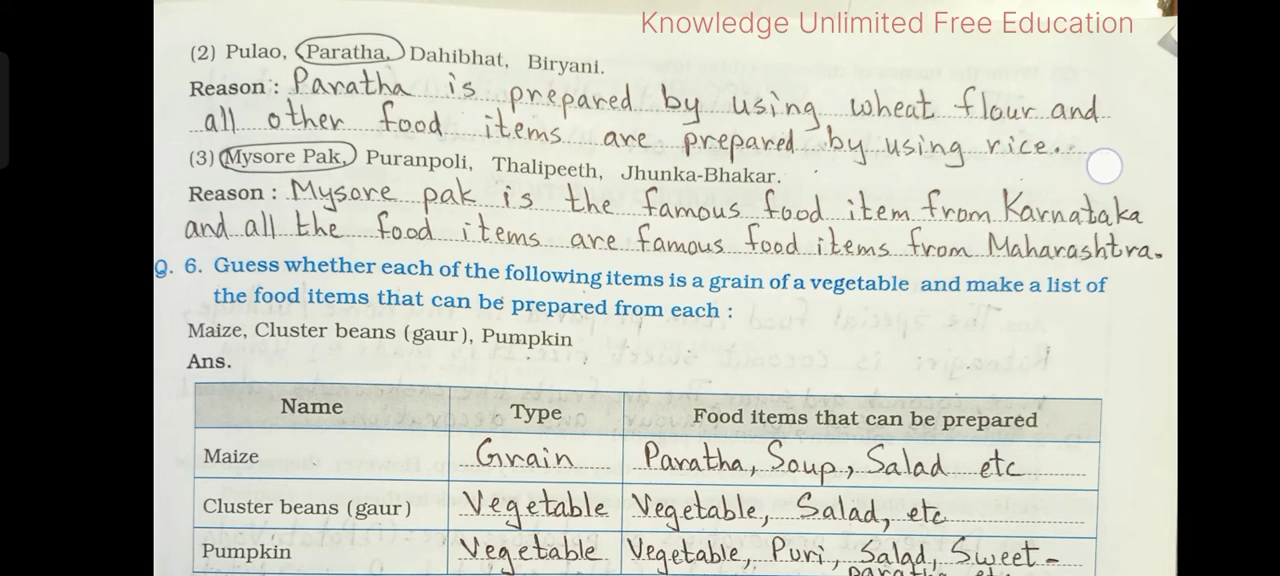 Knowledge Unlimited Free Education
(2) Pulao, Paratha, Dahibhat, Biryani.
Reason : Paratha is prepared by using wheat flour and
all other food items are prepared by using rice..
(3) Mysore Pak, Puranpoli, Thalipeeth, Jhunka-Bhakar.
Reason : Mysore pak is the famous food item from Karnataka
and all the food items are famous food items from Maharashtra.
Q. 6. Guess whether each of the following items is a grain of a vegetable and make a list of
the food items that can be prepared from each :
Maize, Cluster beans (gaur), Pumpkin
Ans.
Name Type Food items that can be prepared
Maize Grain Paratha, Soup, Salad etc
Cluster beans (gaur) Vegetable Vegetable, Salad, etc
Pumpkin Vegetable Vegetable, Puri, Salad, Sweet-